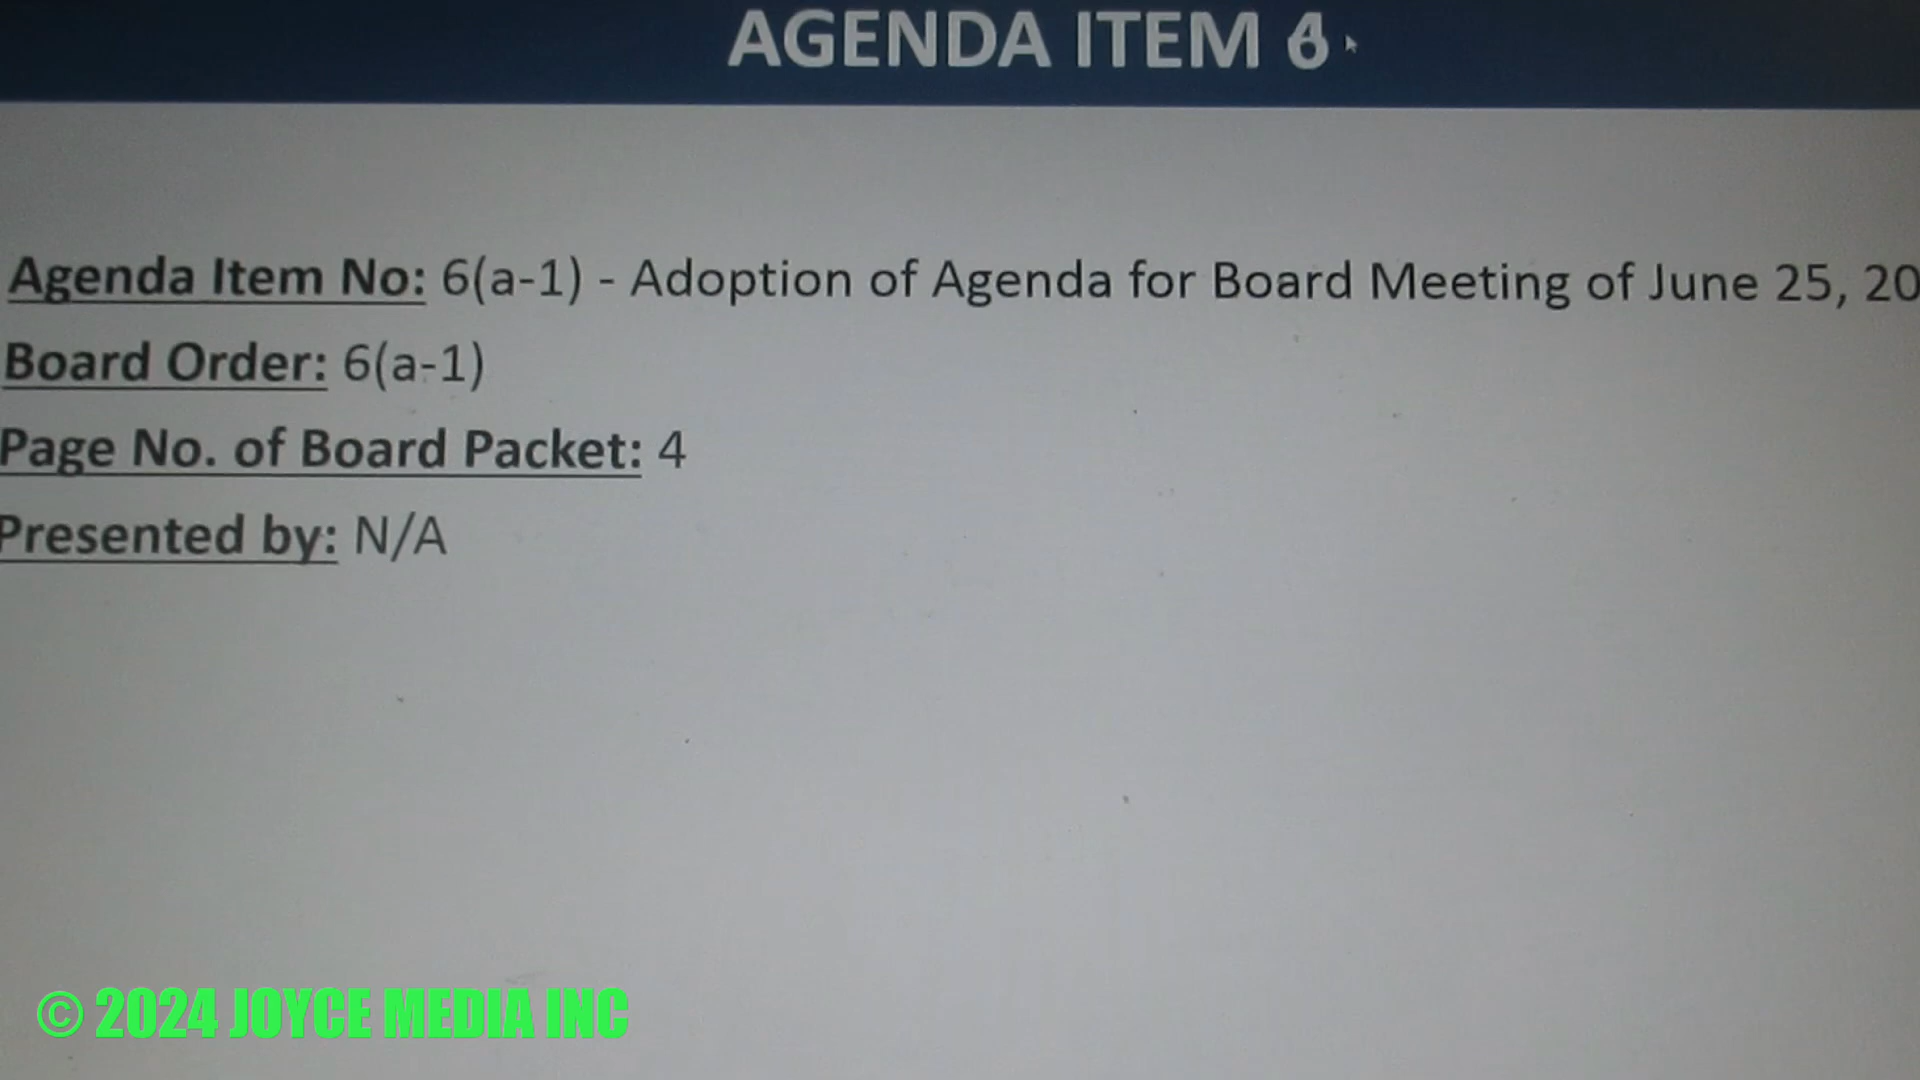 AGENDA ITEM 6
Agenda Item No: 6(a-1) - Adoption of Agenda for Board Meeting of June 25, 20
Board Order: 6(a-1)
Page No. of Board Packet: 4
Presented by: N/A
© 2024 JOYCE MEDIA INC